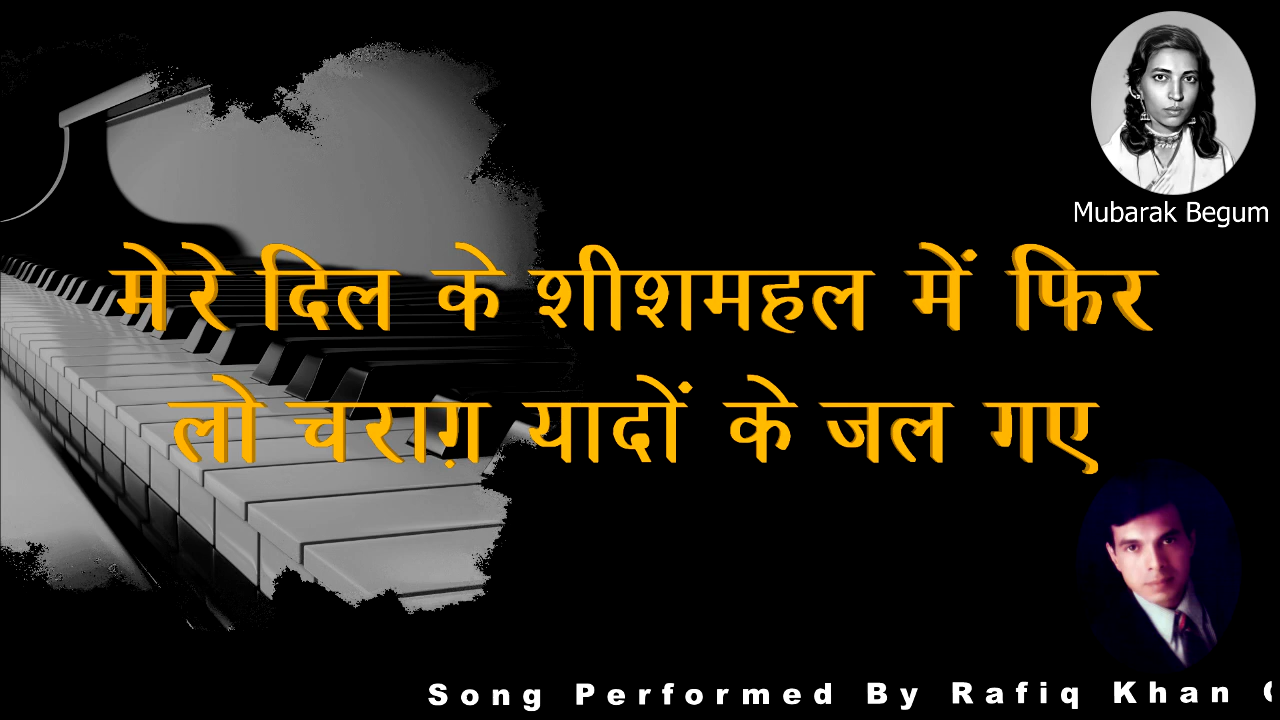 Mubarak Begum
मेरे दिल के शीशमहल में फिर
लो चराग़ यादों के जल गए
Song Performed By Rafiq Khan